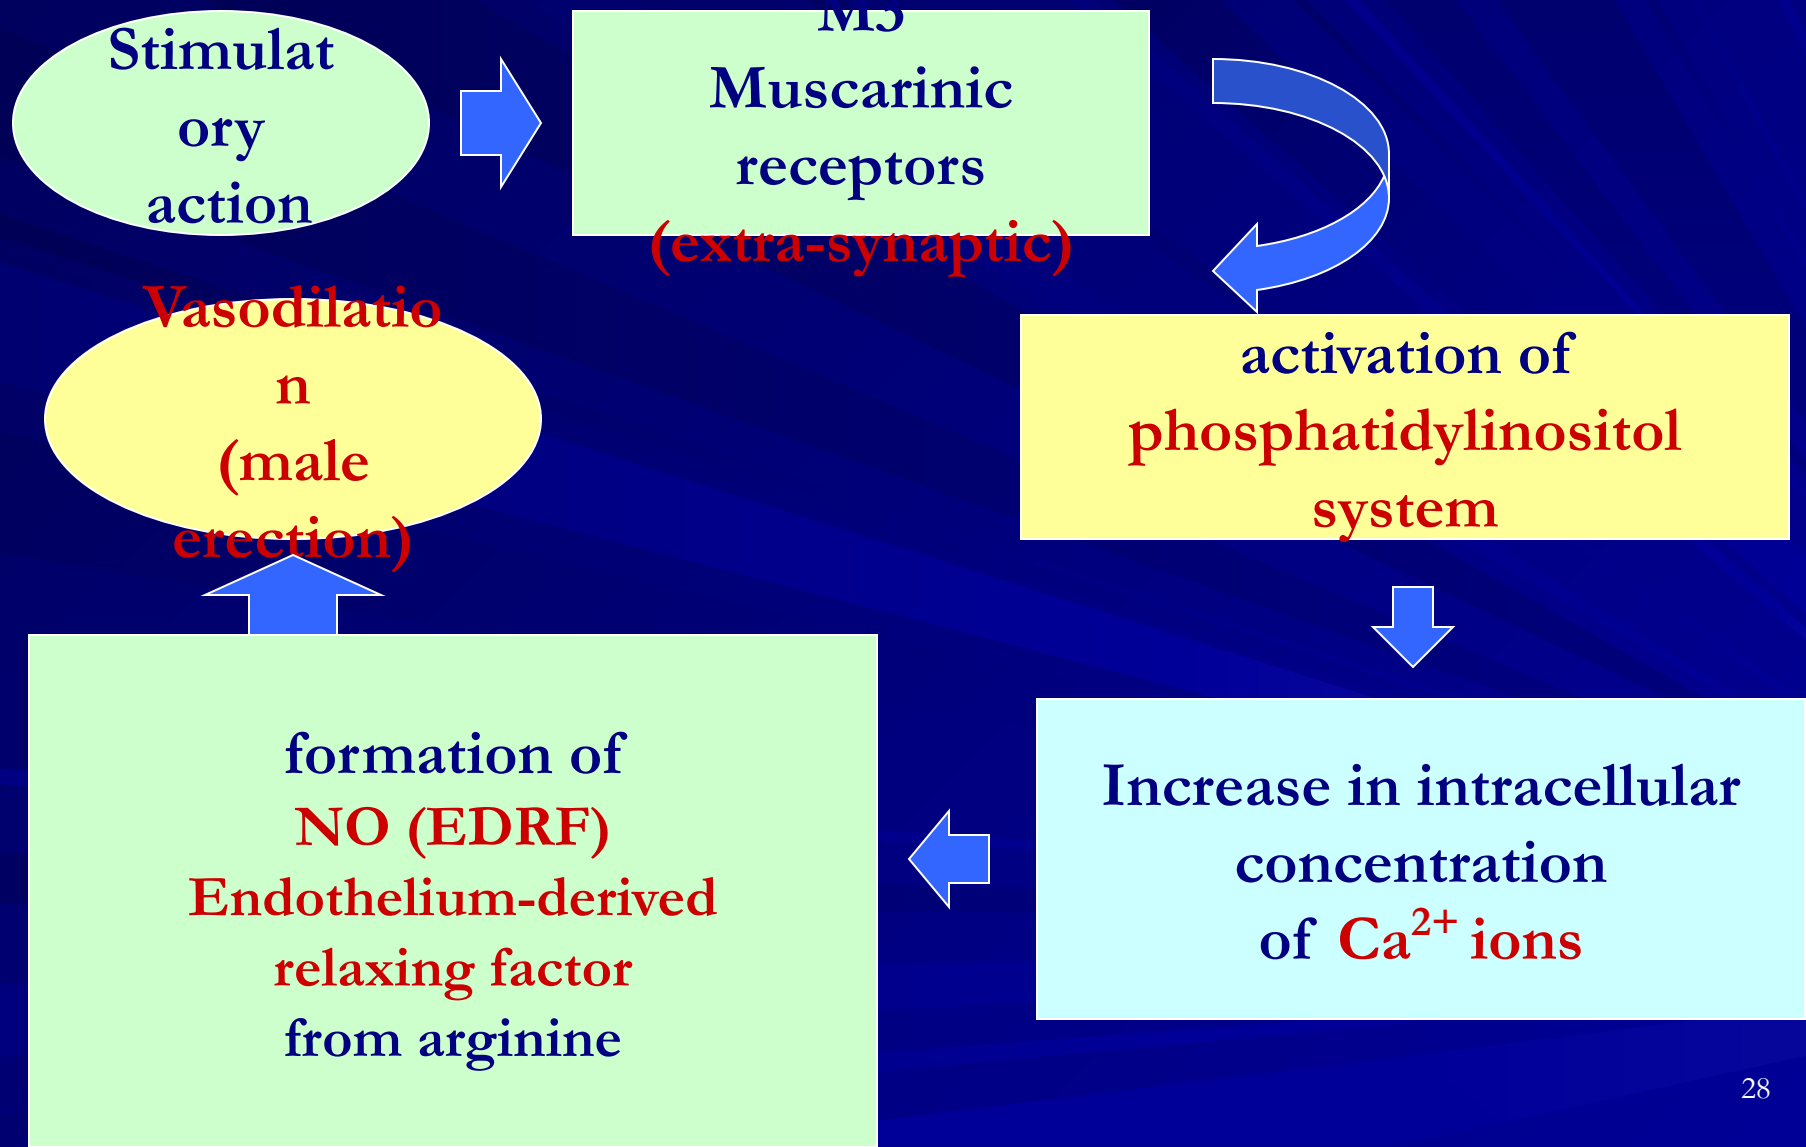 Stimulat
ory
action
M3
Muscarinic
receptors
(extra-synaptic)
activation of
phosphatidylinositol
system
Increase in intracellular
concentration
of Ca²⁺ ions
formation of
NO (EDRF)
Endothelium-derived
relaxing factor
from arginine
Vasodilatio
n
(male
erection)
28